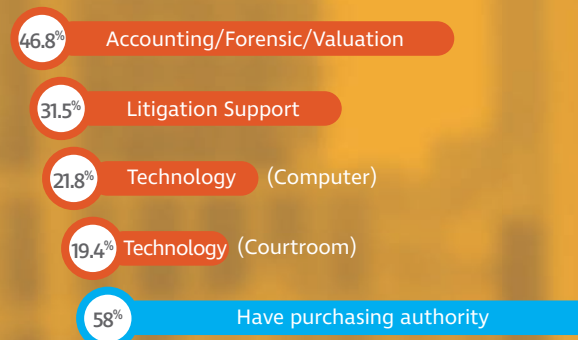 46.8% Accounting/Forensic/Valuation
31.5% Litigation Support
21.8% Technology (Computer)
19.4% Technology (Courtroom)
58% Have purchasing authority